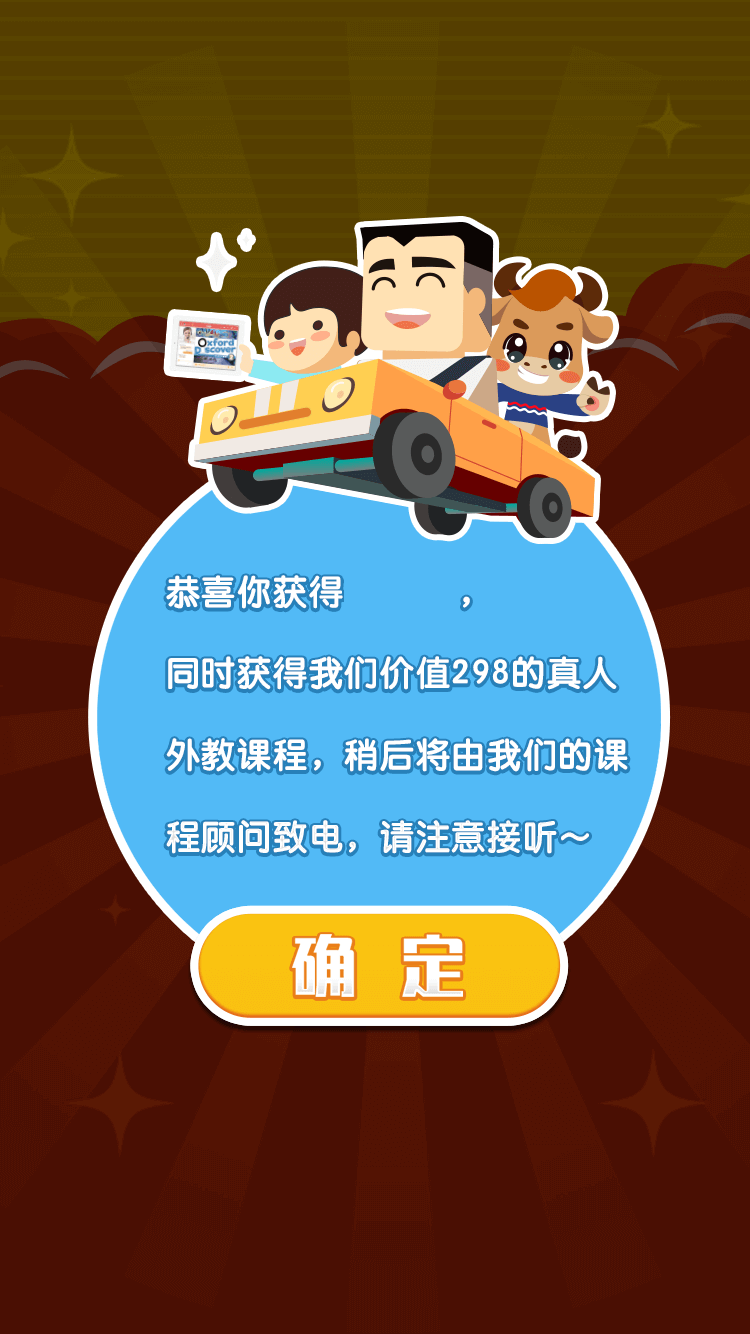 Oxford
Discover
恭喜你获得 ，
同时获得我们价值298的真人
外教课程，稍后将由我们的课
程顾问致电，请注意接听～
确 定